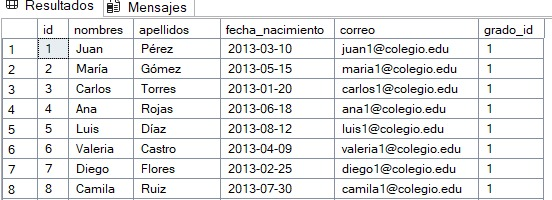 Resultados Mensajes
id nombres apellidos fecha_nacimiento correo grado_id
1 1 Juan Pérez 2013-03-10 juan1@colegio.edu 1
2 2 María Gómez 2013-05-15 maria1@colegio.edu 1
3 3 Carlos Torres 2013-01-20 carlos1@colegio.edu 1
4 4 Ana Rojas 2013-06-18 ana1@colegio.edu 1
5 5 Luis Díaz 2013-08-12 luis1@colegio.edu 1
6 6 Valeria Castro 2013-04-09 valeria1@colegio.edu 1
7 7 Diego Flores 2013-02-25 diego1@colegio.edu 1
8 8 Camila Ruiz 2013-07-30 camila1@colegio.edu 1